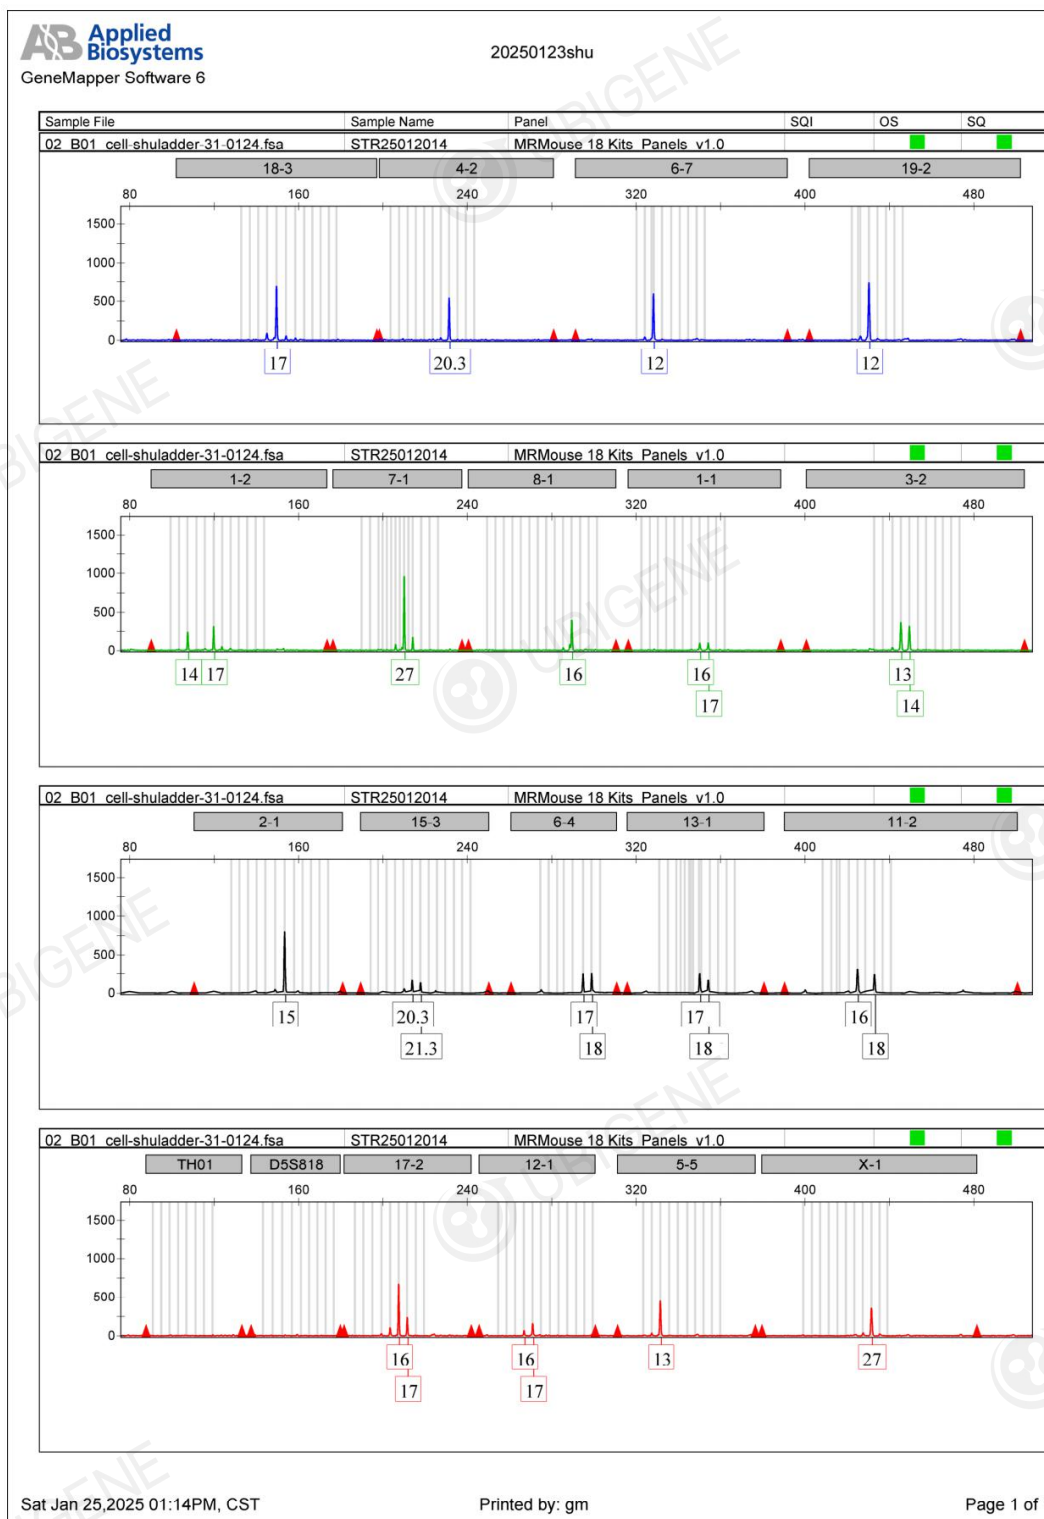 AB Applied
Biosystems
GeneMapper Software 6
20250123shu
Sample File Sample Name Panel SQI OS SQ
02_B01_cell-shuladder-31-0124.fsa STR25012014 MRMouse 18 Kits_Panels_v1.0
18-3 4-2 6-7 19-2
80 160 240 320 400 480
1500
1000
500
0
17 20.3 12 12
02_B01_cell-shuladder-31-0124.fsa STR25012014 MRMouse 18 Kits_Panels_v1.0
1-2 7-1 8-1 1-1 3-2
80 160 240 320 400 480
1500
1000
500
0
14 17 27 16 16 13
17 14
02_B01_cell-shuladder-31-0124.fsa STR25012014 MRMouse 18 Kits_Panels_v1.0
2-1 15-3 6-4 13-1 11-2
80 160 240 320 400 480
1500
1000
500
0
15 20.3 17 17 16
21.3 18 18 18
02_B01_cell-shuladder-31-0124.fsa STR25012014 MRMouse 18 Kits_Panels_v1.0
TH01 D5S818 17-2 12-1 5-5 X-1
80 160 240 320 400 480
1500
1000
500
0
16 16 13 27
17 17
Sat Jan 25,2025 01:14PM, CST Printed by: gm Page 1 of
UBIGENE
UBIGENE
UBIGENE